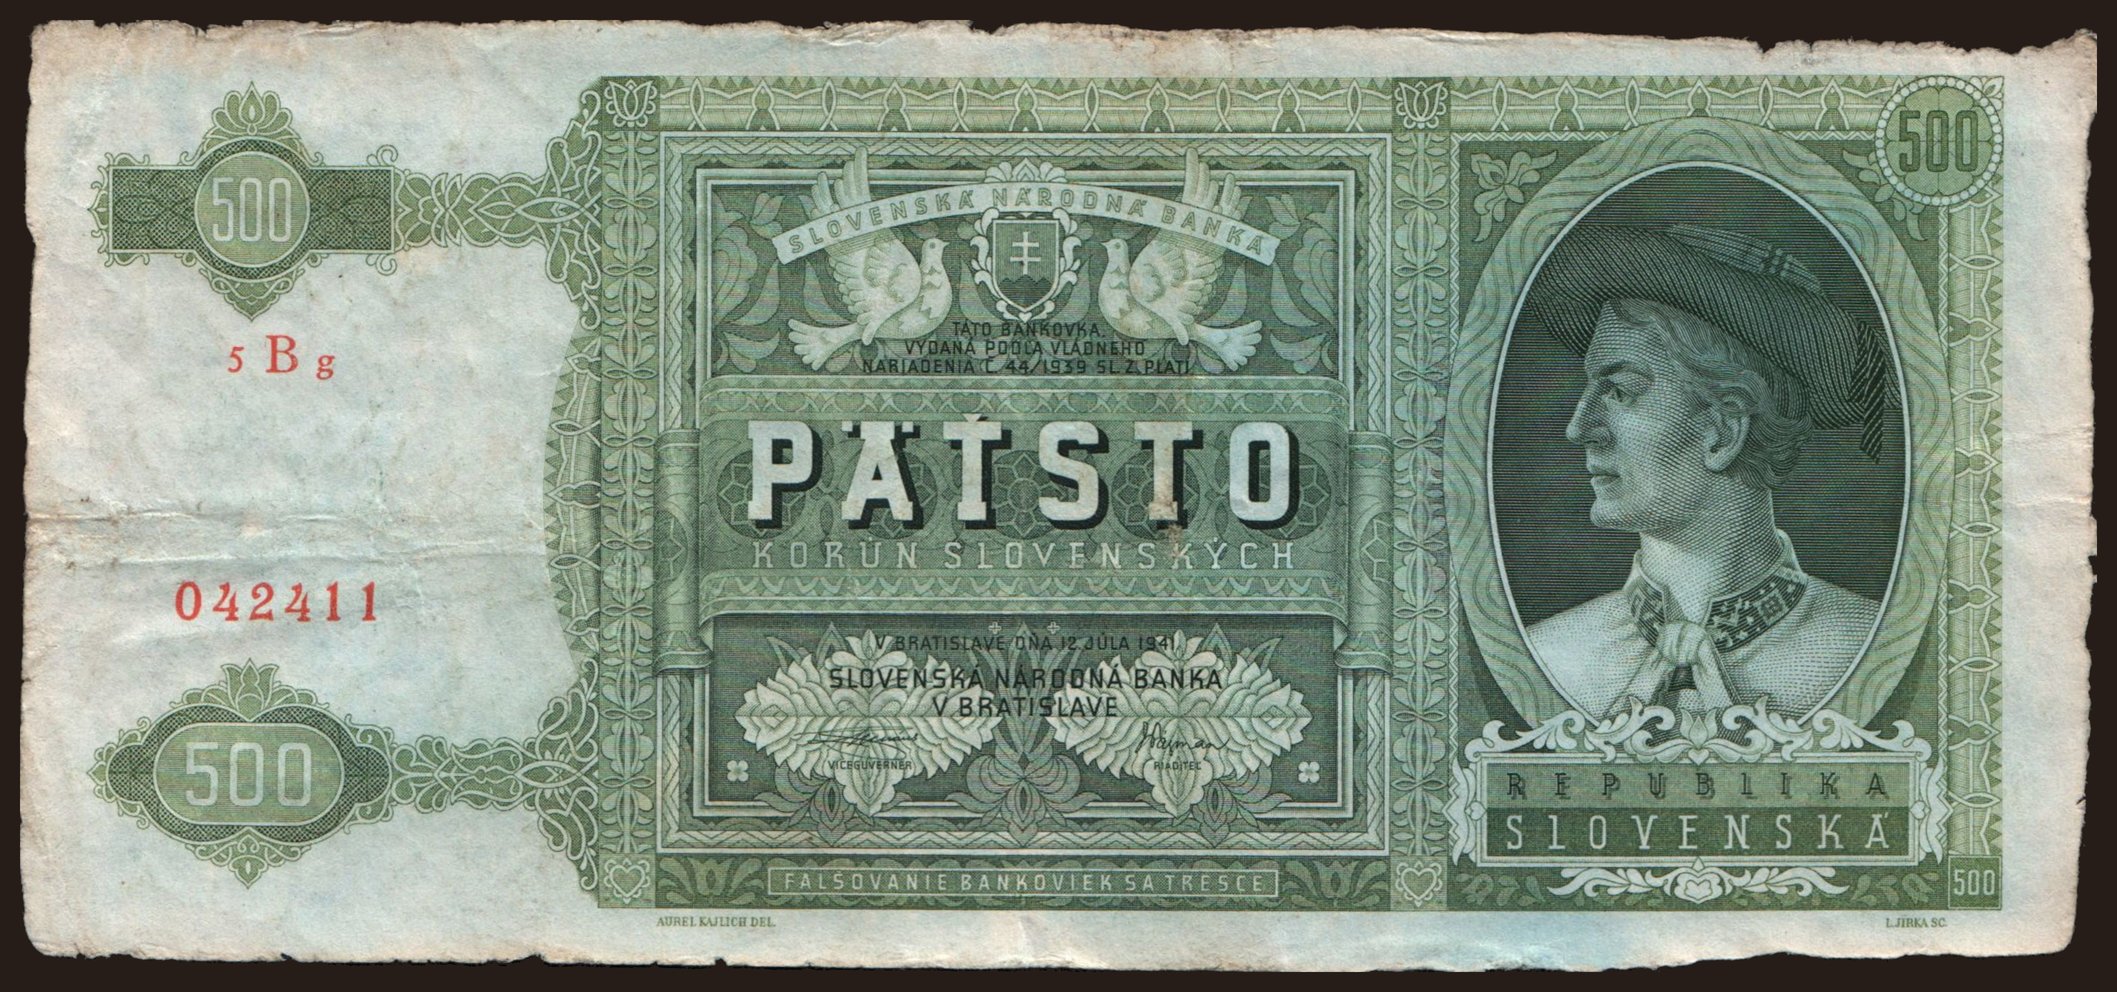 500
500
SLOVENSKÁ NÁRODNÁ BANKA
TÁTO BANKOVKA,
VYDANÁ PODĽA VLÁDNEHO
NARIADENIA Č. 44/1939 SL. Z. PLATÍ
5 B g
PÄŤSTO
KORÚN SLOVENSKÝCH
042411
V BRATISLAVE DŇA 12. JÚLA 1941
SLOVENSKÁ NÁRODNÁ BANKA
V BRATISLAVE
VICEGUVERNÉR
RIADITEĽ
500
REPUBLIKA
SLOVENSKÁ
FALŠOVANIE BANKOVIEK SA TRESCE
500
AUREL KAJLICH DEL.
L. JIRKA SC.